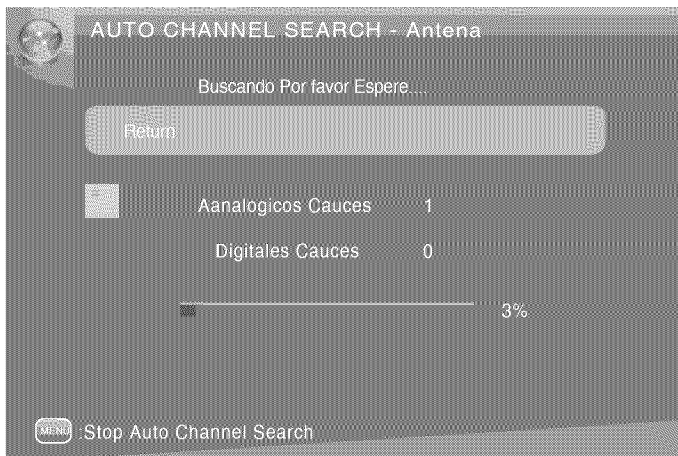 AUTO CHANNEL SEARCH - Antena
Buscando Por favor Espere....
Return
Aanalogicos Cauces 1
Digitales Cauces 0
3%
MENU :Stop Auto Channel Search